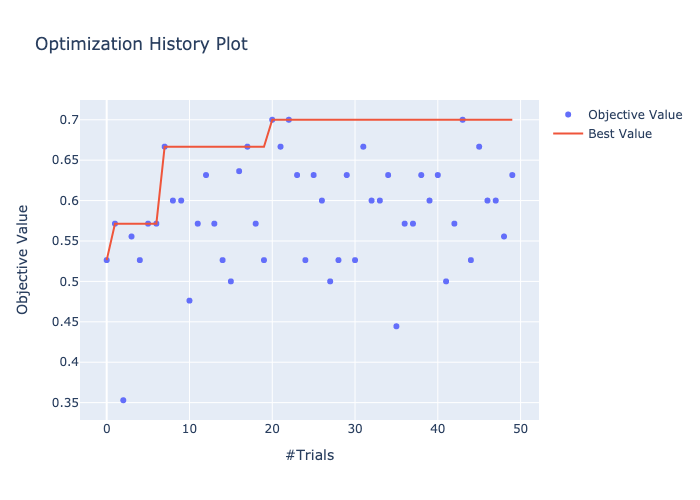 Optimization History Plot
Objective Value
Best Value
0.7
0.65
0.6
0.55
0.5
0.45
0.4
0.35
Objective Value
0 10 20 30 40 50
#Trials